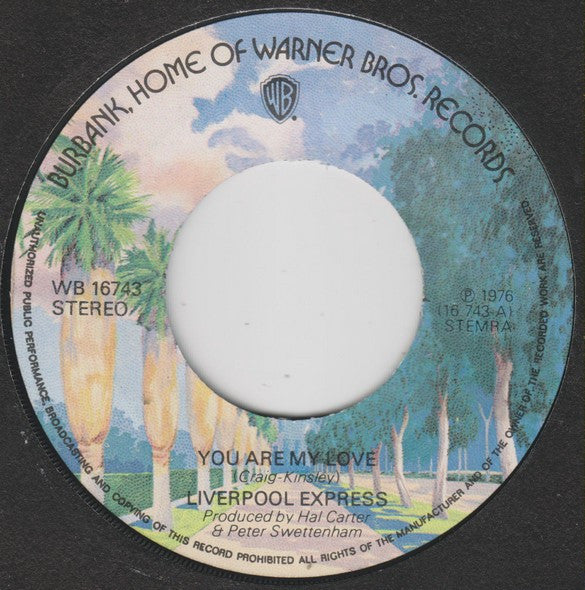 BURBANK, HOME OF WARNER BROS. RECORDS
WB
WB 16743
STEREO
℗ 1976
(16 743-A)
STEMRA
YOU ARE MY LOVE
(Craig-Kinsley)
LIVERPOOL EXPRESS
Produced by Hal Carter
& Peter Swettenham
UNAUTHORIZED PUBLIC PERFORMANCE, BROADCASTING AND COPYING OF THIS RECORD PROHIBITED ALL RIGHTS OF THE MANUFACTURER AND OF THE OWNER OF THE RECORDED WORK ARE RESERVED